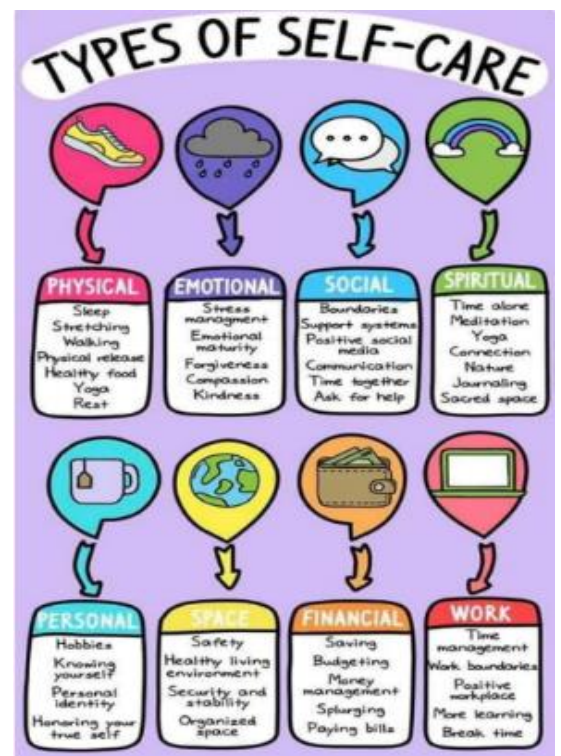 TYPES OF SELF-CARE
PHYSICAL
Sleep
Stretching
Walking
Physical release
Healthy food
Yoga
Rest
EMOTIONAL
Stress
managment
Emotional
maturity
Forgiveness
Compassion
Kindness
SOCIAL
Boundaries
Support systems
Positive social
media
Communication
Time together
Ask for help
SPIRITUAL
Time alone
Meditation
Yoga
Connection
Nature
Journaling
Sacred space
PERSONAL
Hobbies
Knowing
yourself
Personal
identity
Honoring your
true self
SPACE
Safety
Healthy living
environment
Security and
stability
Organized
space
FINANCIAL
Saving
Budgeting
Money
management
Splurging
Paying bills
WORK
Time
management
Work boundaries
Positive
workplace
More learning
Break time